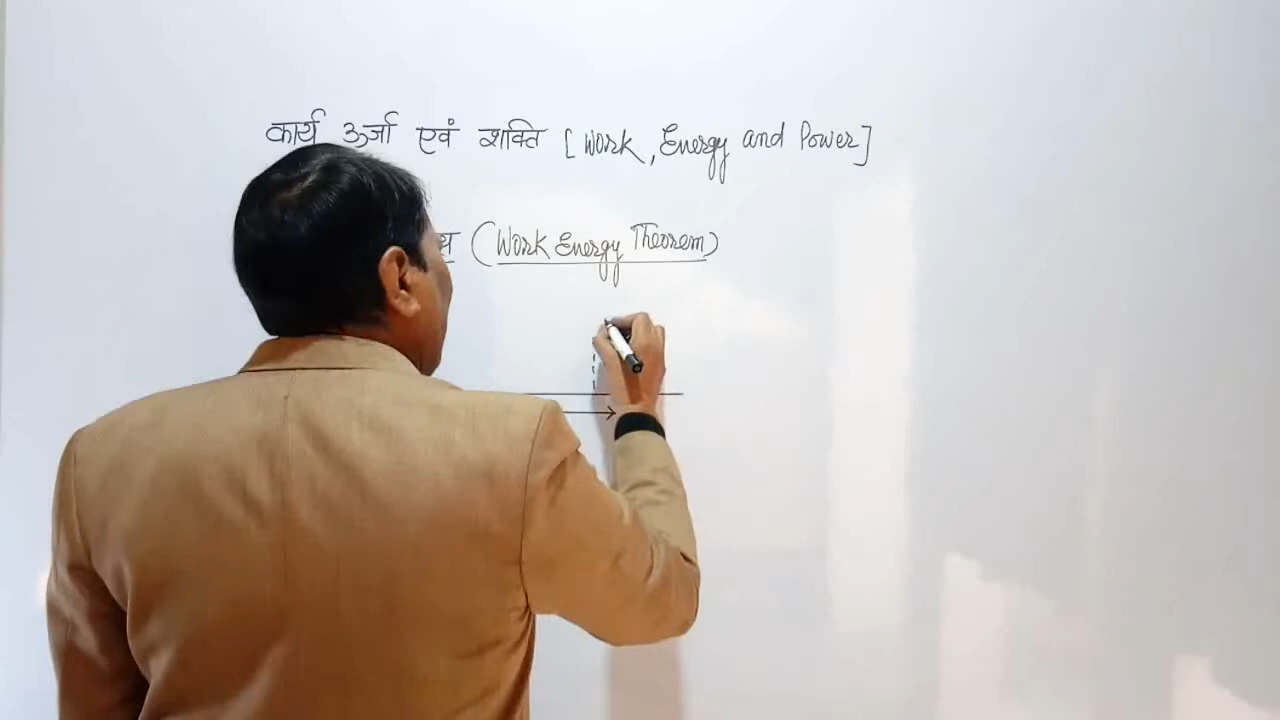 कार्य ऊर्जा एवं शक्ति [Work, Energy and Power]
(Work Energy Theorem)